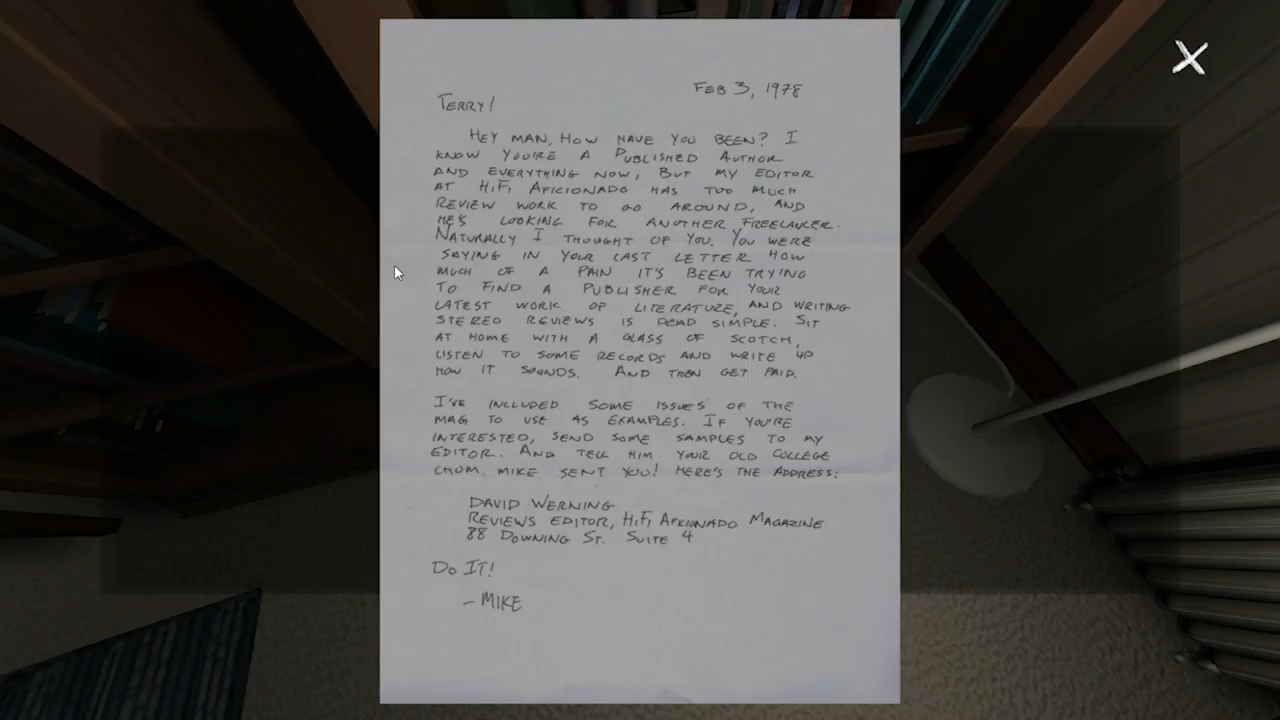 FEB 3, 1978
TERRY!
HEY MAN, HOW HAVE YOU BEEN? I
KNOW YOU'RE A PUBLISHED AUTHOR
AND EVERYTHING NOW, BUT MY EDITOR
AT HIFI AFICIONADO HAS TOO MUCH
REVIEW WORK TO GO AROUND, AND
HE'S LOOKING FOR ANOTHER FREELANCER.
NATURALLY I THOUGHT OF YOU. YOU WERE
SAYING IN YOUR LAST LETTER HOW
MUCH OF A PAIN IT'S BEEN TRYING
TO FIND A PUBLISHER FOR YOUR
LATEST WORK OF LITERATURE, AND WRITING
STEREO REVIEWS IS DEAD SIMPLE. SIT
AT HOME WITH A GLASS OF SCOTCH,
LISTEN TO SOME RECORDS AND WRITE UP
HOW IT SOUNDS. AND THEN GET PAID.
I'VE INCLUDED SOME ISSUES OF THE
MAG TO USE AS EXAMPLES. IF YOU'RE
INTERESTED, SEND SOME SAMPLES TO MY
EDITOR. AND TELL HIM YOUR OLD COLLEGE
CHUM MIKE SENT YOU! HERE'S THE ADDRESS:
DAVID WERNING
REVIEWS EDITOR, HIFI AFICIONADO MAGAZINE
88 DOWNING ST. SUITE 4
DO IT!
– MIKE